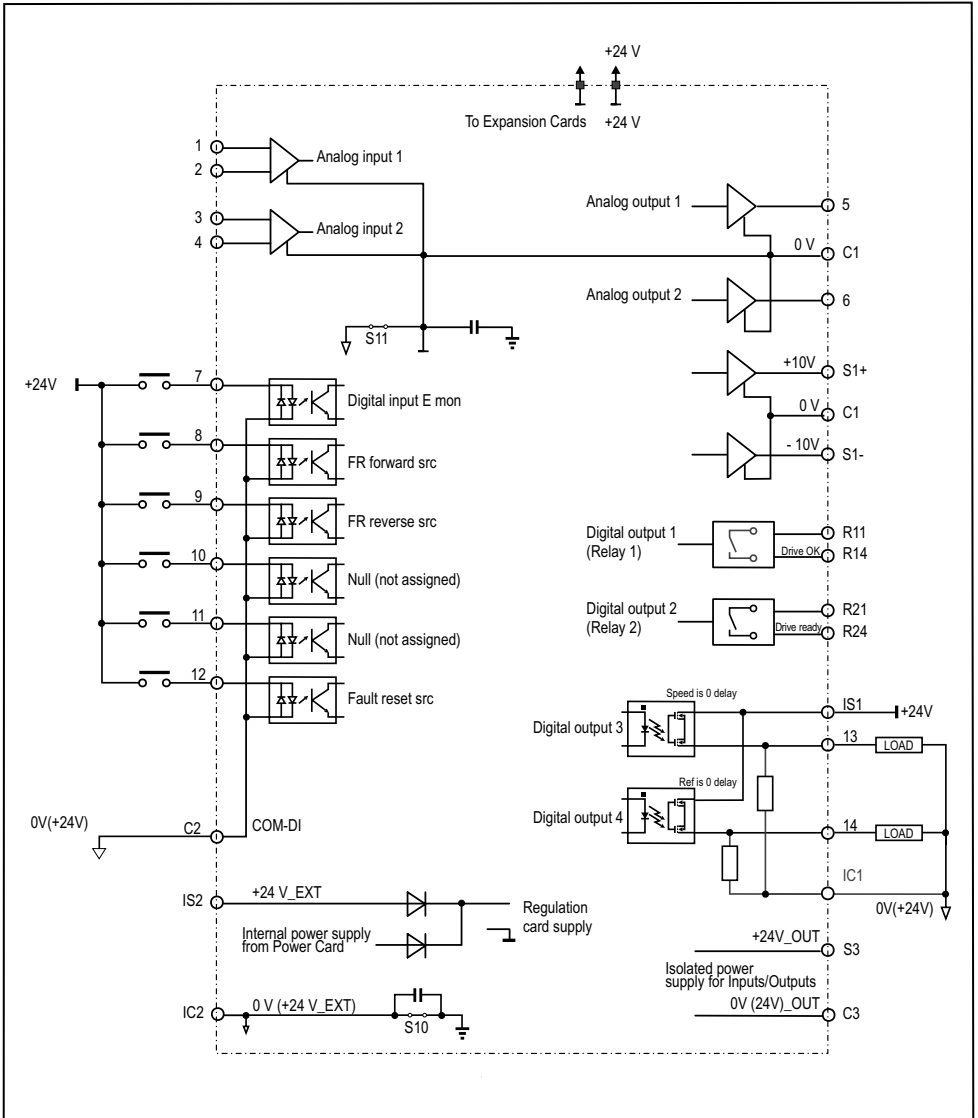 +24 V
To Expansion Cards +24 V
1
2
Analog input 1
3
4
Analog input 2
Analog output 1
5
0 V
C1
Analog output 2
6
S11
+24V
7
Digital input E mon
8
FR forward src
9
FR reverse src
10
Null (not assigned)
11
Null (not assigned)
12
Fault reset src
+10V
S1+
0 V
C1
- 10V
S1-
Digital output 1
(Relay 1)
R11
Drive OK
R14
Digital output 2
(Relay 2)
R21
Drive ready
R24
Speed is 0 delay
IS1
+24V
Digital output 3
13
LOAD
Ref is 0 delay
Digital output 4
14
LOAD
IC1
0V(+24V)
0V(+24V)
C2
COM-DI
IS2
+24 V_EXT
Internal power supply
from Power Card
Regulation
card supply
IC2
0 V (+24 V_EXT)
S10
+24V_OUT
S3
Isolated power
supply for Inputs/Outputs
0V (24V)_OUT
C3